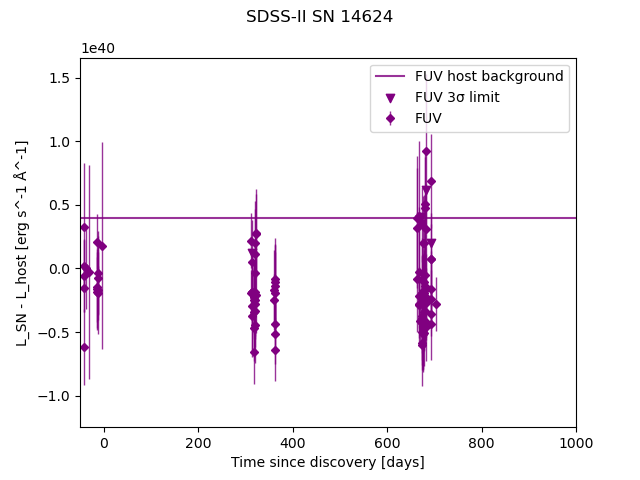 SDSS-II SN 14624
1e40
FUV host background
FUV 3σ limit
FUV
1.5
1.0
0.5
0.0
−0.5
−1.0
L_SN - L_host [erg s^-1 Å^-1]
0 200 400 600 800 1000
Time since discovery [days]